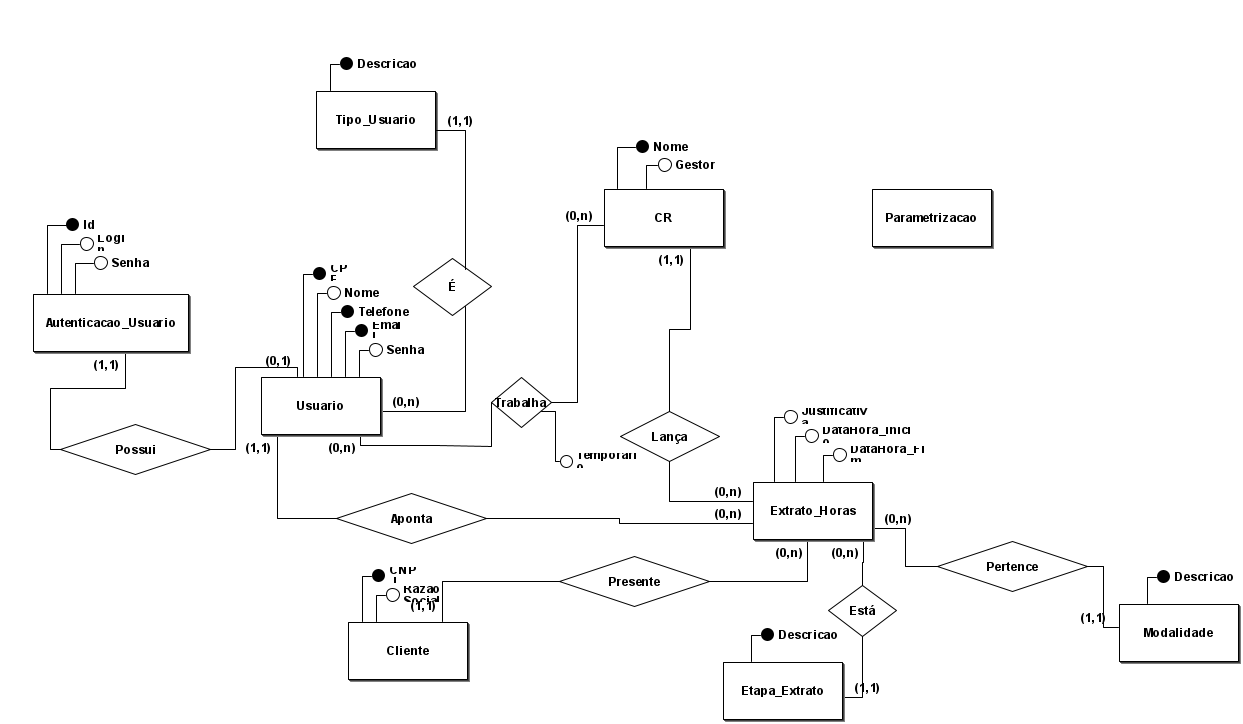 Descricao
Tipo_Usuario
(1,1)
Nome
Gestor
CR
(0,n)
(1,1)
Parametrizacao
Id
Login
Senha
Autenticacao_Usuario
(1,1)
É
CPF
Nome
Telefone
Email
Senha
(0,1)
Usuario
(0,n)
(1,1)
(0,n)
Possui
Trabalha
Temporario
Lança
Justificativa
DataHora_Inicio
DataHora_Fim
(0,n)
(0,n)
Extrato_Horas
(0,n)
(0,n)
(0,n)
Aponta
Presente
Pertence
CNPJ
Razao
Social
(1,1)
Cliente
Está
Descricao
Etapa_Extrato
(1,1)
Descricao
(1,1)
Modalidade